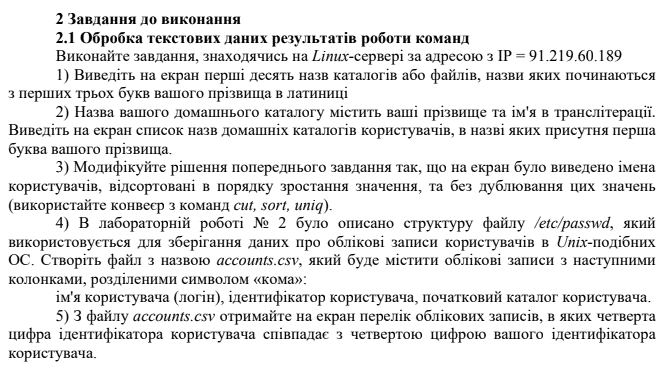 2 Завдання до виконання
2.1 Обробка текстових даних результатів роботи команд
Виконайте завдання, знаходячись на Linux-сервері за адресою з IP = 91.219.60.189
1) Виведіть на екран перші десять назв каталогів або файлів, назви яких починаються
з перших трьох букв вашого прізвища в латиниці
2) Назва вашого домашнього каталогу містить ваші прізвище та ім'я в транслітерації.
Виведіть на екран список назв домашніх каталогів користувачів, в назві яких присутня перша
буква вашого прізвища.
3) Модифікуйте рішення попереднього завдання так, що на екран було виведено імена
користувачів, відсортовані в порядку зростання значення, та без дублювання цих значень
(використайте конвеєр з команд cut, sort, uniq).
4) В лабораторній роботі № 2 було описано структуру файлу /etc/passwd, який
використовується для зберігання даних про облікові записи користувачів в Unix-подібних
ОС. Створіть файл з назвою accounts.csv, який буде містити облікові записи з наступними
колонками, розділеними символом «кома»:
ім'я користувача (логін), ідентифікатор користувача, початковий каталог користувача.
5) З файлу accounts.csv отримайте на екран перелік облікових записів, в яких четверта
цифра ідентифікатора користувача співпадає з четвертою цифрою вашого ідентифікатора
користувача.